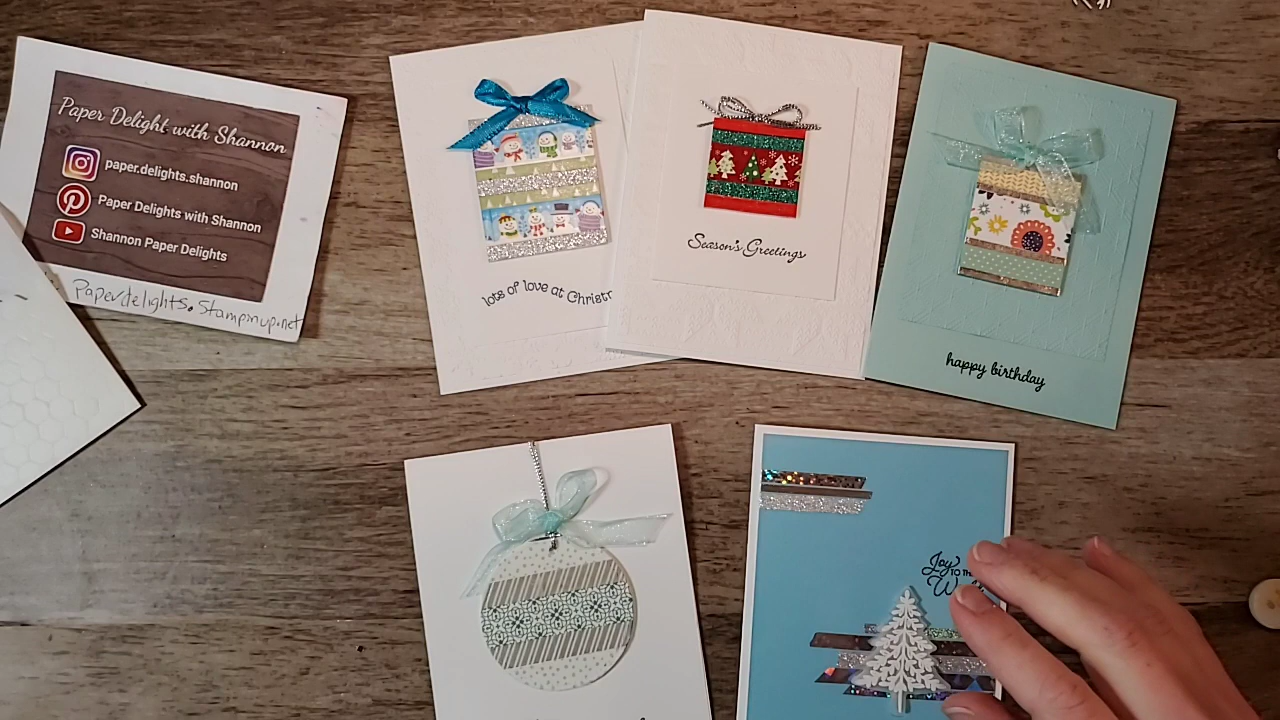 Paper Delight with Shannon
paper.delights.shannon
Paper Delights with Shannon
Shannon Paper Delights
Paperdelights.Stampinup.net
lots of love at
Season's Greetings
happy birthday
Joy
TO